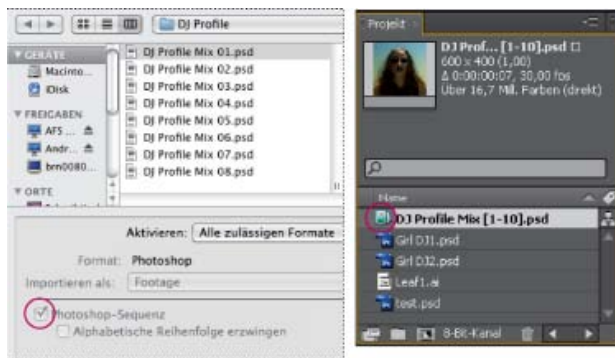 DJ Profile
GERÄTE
Macinto...
iDisk
FREIGABEN
AFS ...
Andr...
brn0080...
ORTE
DJ Profile Mix 01.psd
DJ Profile Mix 02.psd
DJ Profile Mix 03.psd
DJ Profile Mix 04.psd
DJ Profile Mix 05.psd
DJ Profile Mix 06.psd
DJ Profile Mix 07.psd
DJ Profile Mix 08.psd
Aktivieren: Alle zulässigen Formate
Format: Photoshop
Importieren als: Footage
Photoshop-Sequenz
Alphabetische Reihenfolge erzwingen
Projekt
DJ Prof... [1-10].psd
600 x 400 (1,00)
Δ 0:00:00:07, 30,00 fps
Über 16,7 Mill. Farben (direkt)
Name
DJ Profile Mix [1-10].psd
Girl DJ1.psd
Girl DJ2.psd
Leaf1.ai
test.psd
8-Bit-Kanal